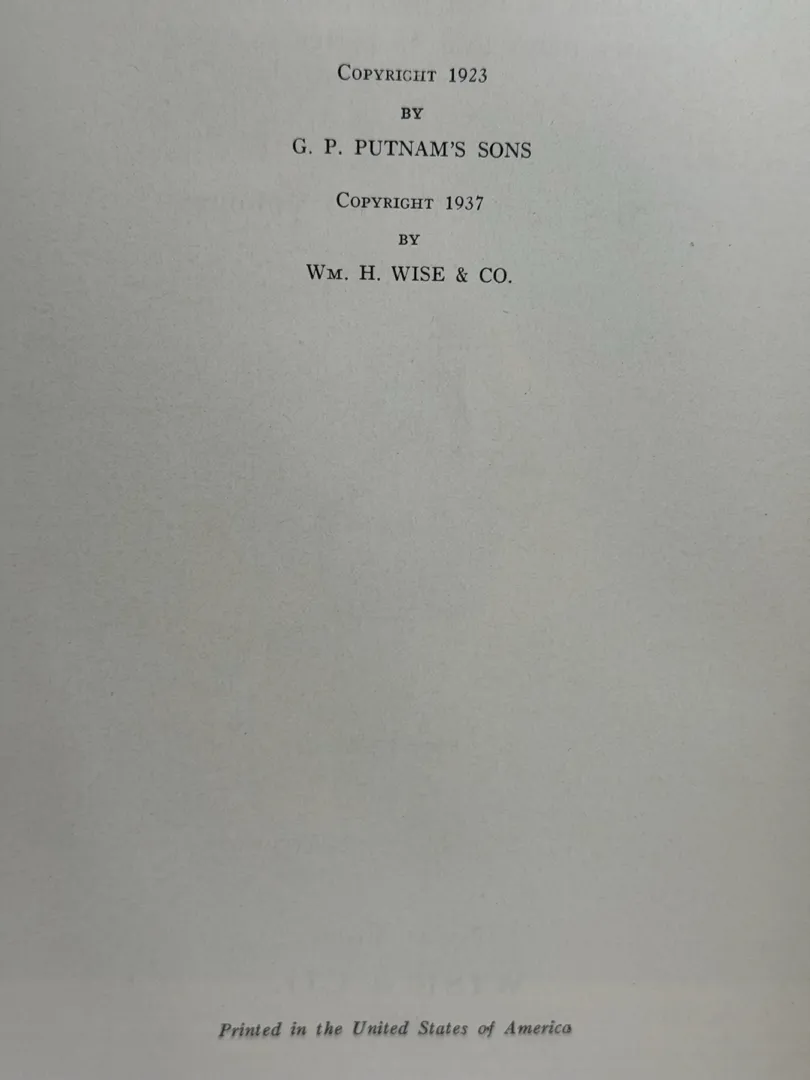 COPYRIGHT 1923
BY
G. P. PUTNAM'S SONS
COPYRIGHT 1937
BY
WM. H. WISE & CO.
Printed in the United States of America